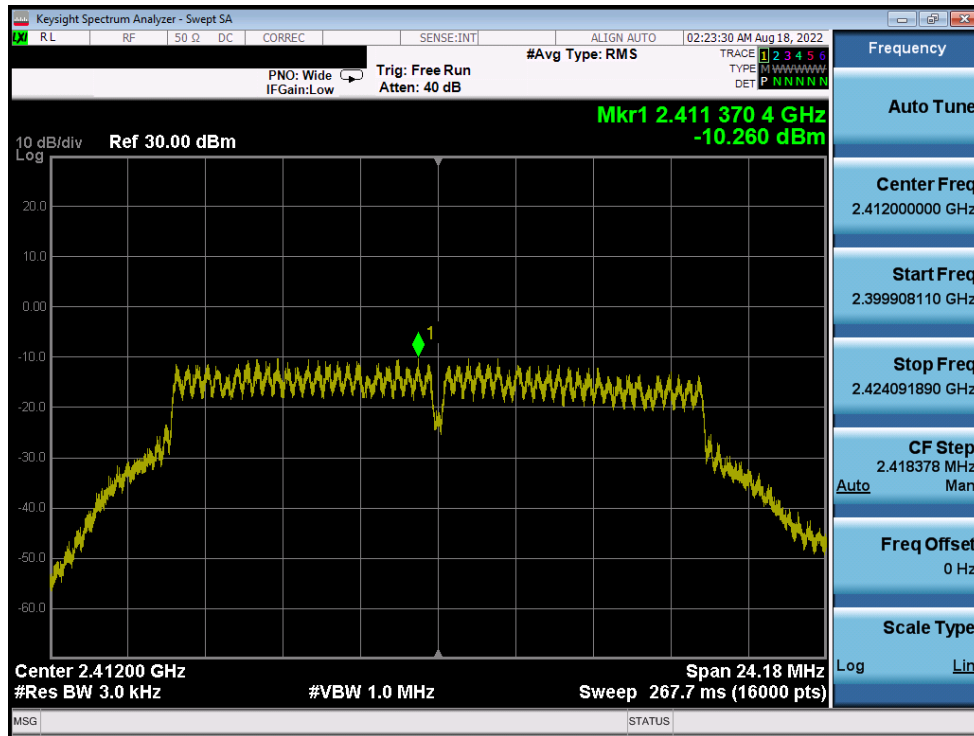 Keysight Spectrum Analyzer - Swept SA
LXI RL RF 50 Ω DC CORREC SENSE:INT ALIGN AUTO 02:23:30 AM Aug 18, 2022
PNO: Wide
IFGain:Low
Trig: Free Run
Atten: 40 dB
#Avg Type: RMS
TRACE 1 2 3 4 5 6
TYPE M WWWWW
DET P N N N N N
Mkr1 2.411 370 4 GHz
-10.260 dBm
10 dB/div
Log
Ref 30.00 dBm
20.0
10.0
0.00
-10.0
-20.0
-30.0
-40.0
-50.0
-60.0
1
Center 2.41200 GHz
#Res BW 3.0 kHz
#VBW 1.0 MHz
Span 24.18 MHz
Sweep 267.7 ms (16000 pts)
MSG
STATUS
Frequency
Auto Tune
Center Freq
2.412000000 GHz
Start Freq
2.399908110 GHz
Stop Freq
2.424091890 GHz
CF Step
2.418378 MHz
Auto Man
Freq Offset
0 Hz
Scale Type
Log Lin